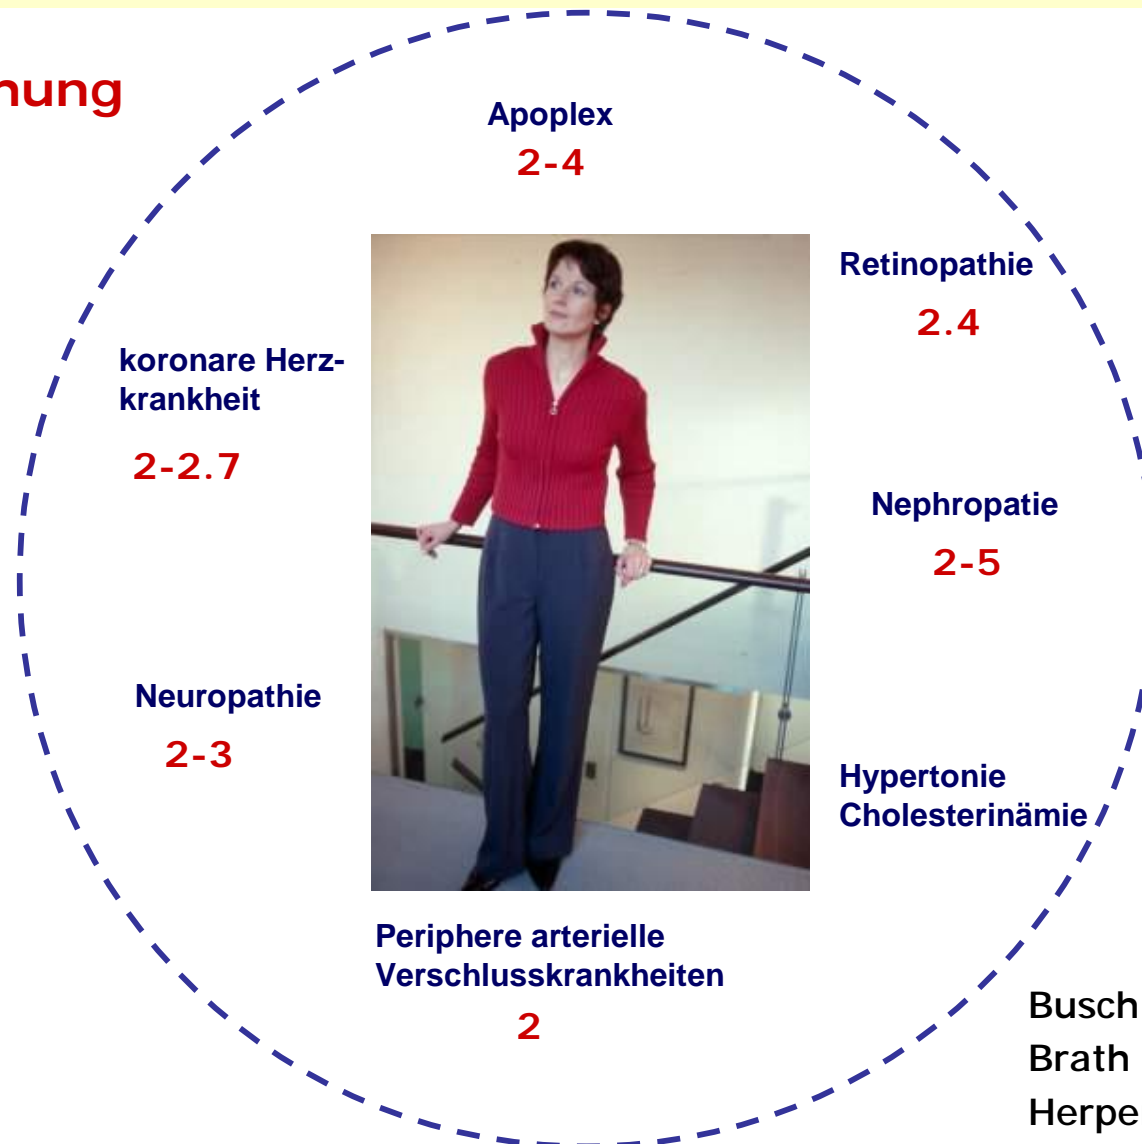 nung
Apoplex
2-4
Retinopathie
2.4
koronare Herz-
krankheit
2-2.7
Nephropatie
2-5
Neuropathie
2-3
Hypertonie
Cholesterinämie
Periphere arterielle
Verschlusskrankheiten
2
Busch
Brath
Herpe